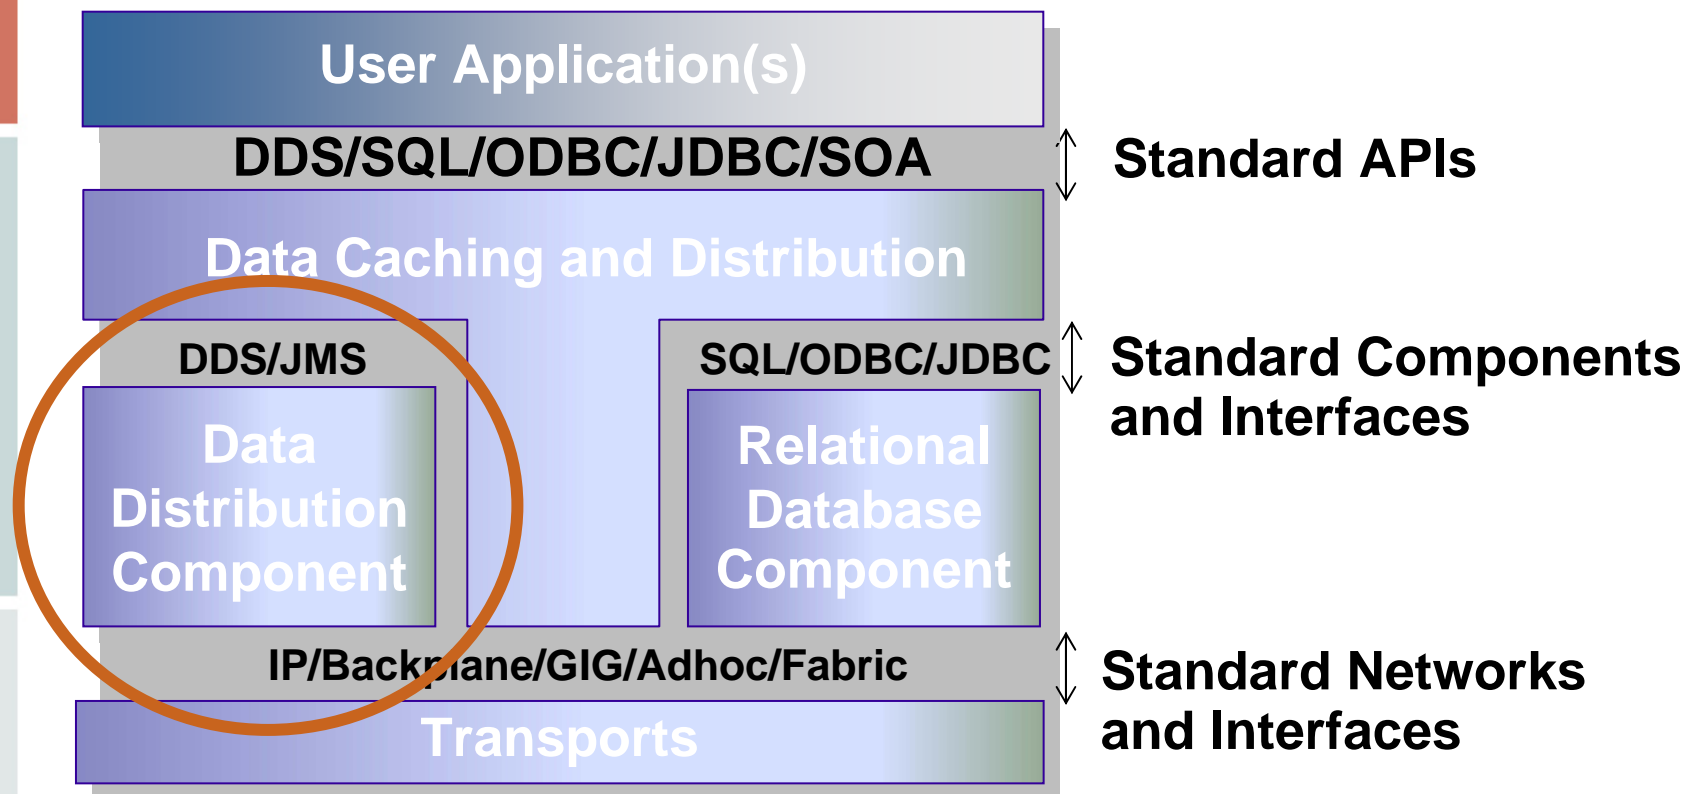 User Application(s)
DDS/SQL/ODBC/JDBC/SOA
Standard APIs
Data Caching and Distribution
DDS/JMS
SQL/ODBC/JDBC
Standard Components
and Interfaces
Data
Distribution
Component
Relational
Database
Component
IP/Backplane/GIG/Adhoc/Fabric
Standard Networks
and Interfaces
Transports